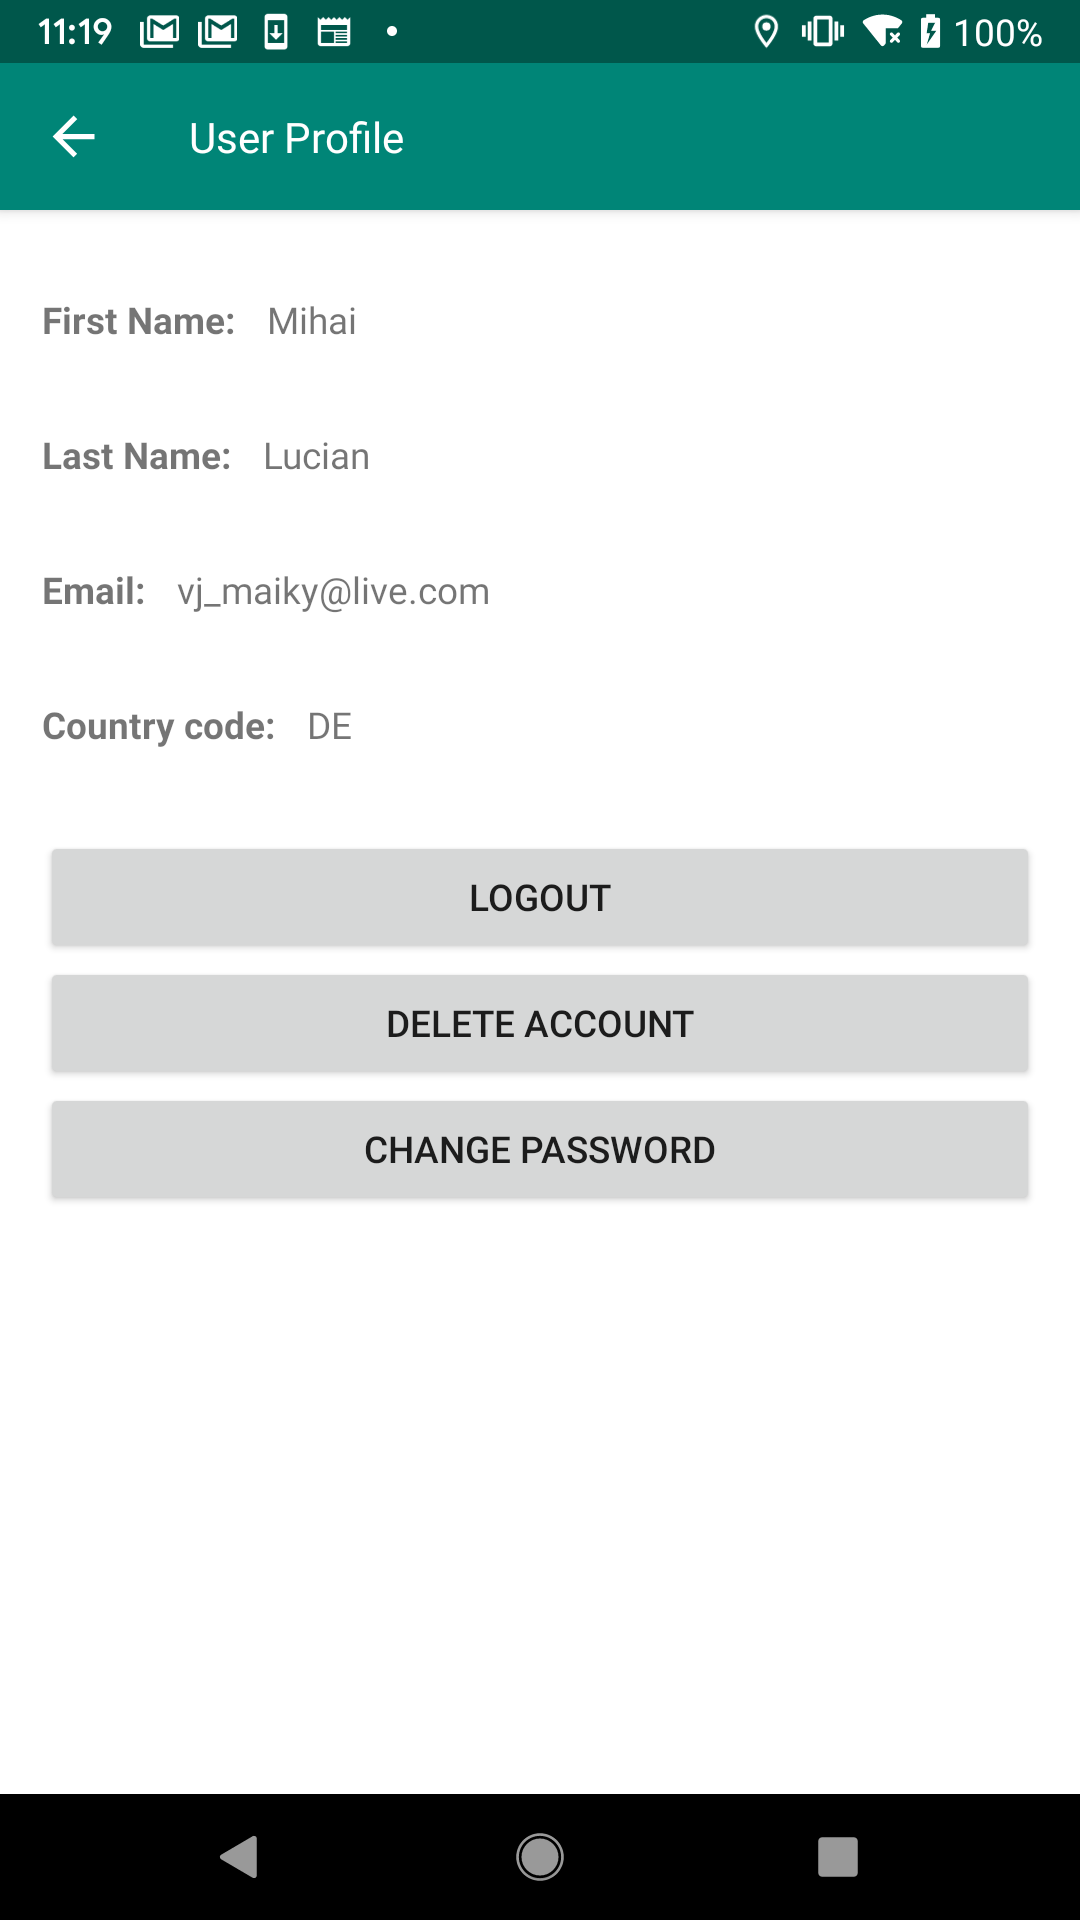 11:19 100%
User Profile
First Name: Mihai
Last Name: Lucian
Email: vj_maiky@live.com
Country code: DE
LOGOUT
DELETE ACCOUNT
CHANGE PASSWORD